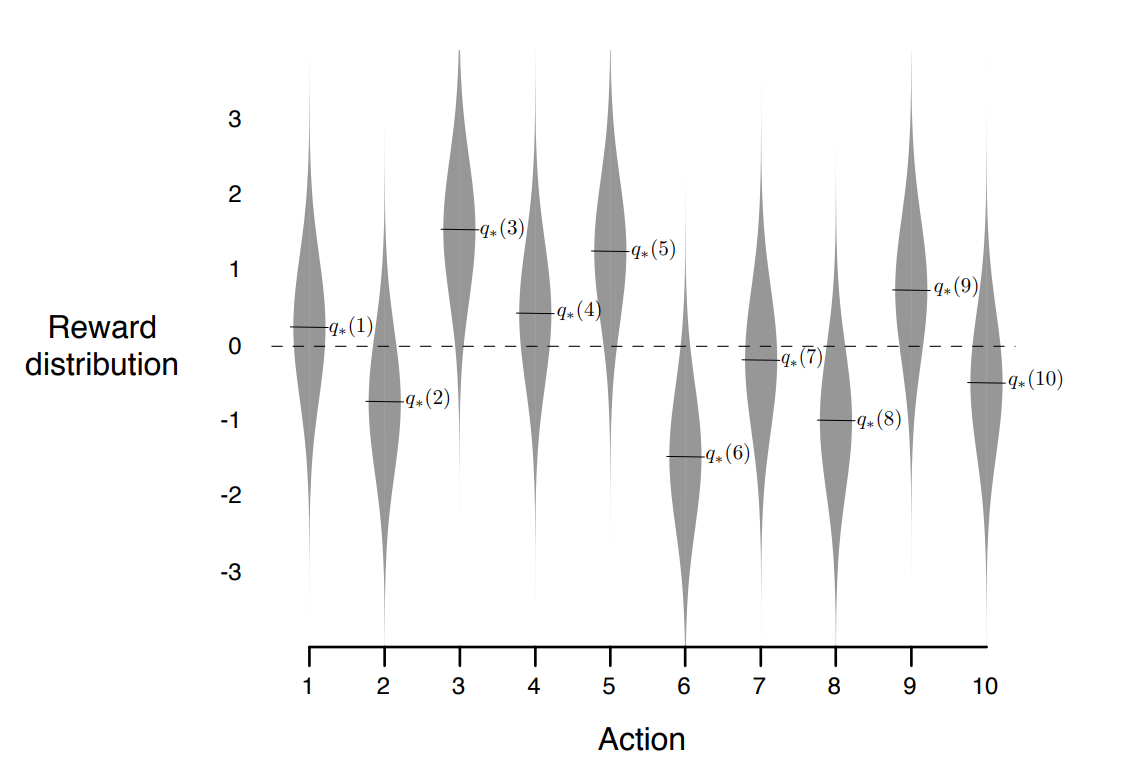 3
2
1
0
-1
-2
-3
Reward
distribution
q∗(1)
q∗(2)
q∗(3)
q∗(4)
q∗(5)
q∗(6)
q∗(7)
q∗(8)
q∗(9)
q∗(10)
1 2 3 4 5 6 7 8 9 10
Action